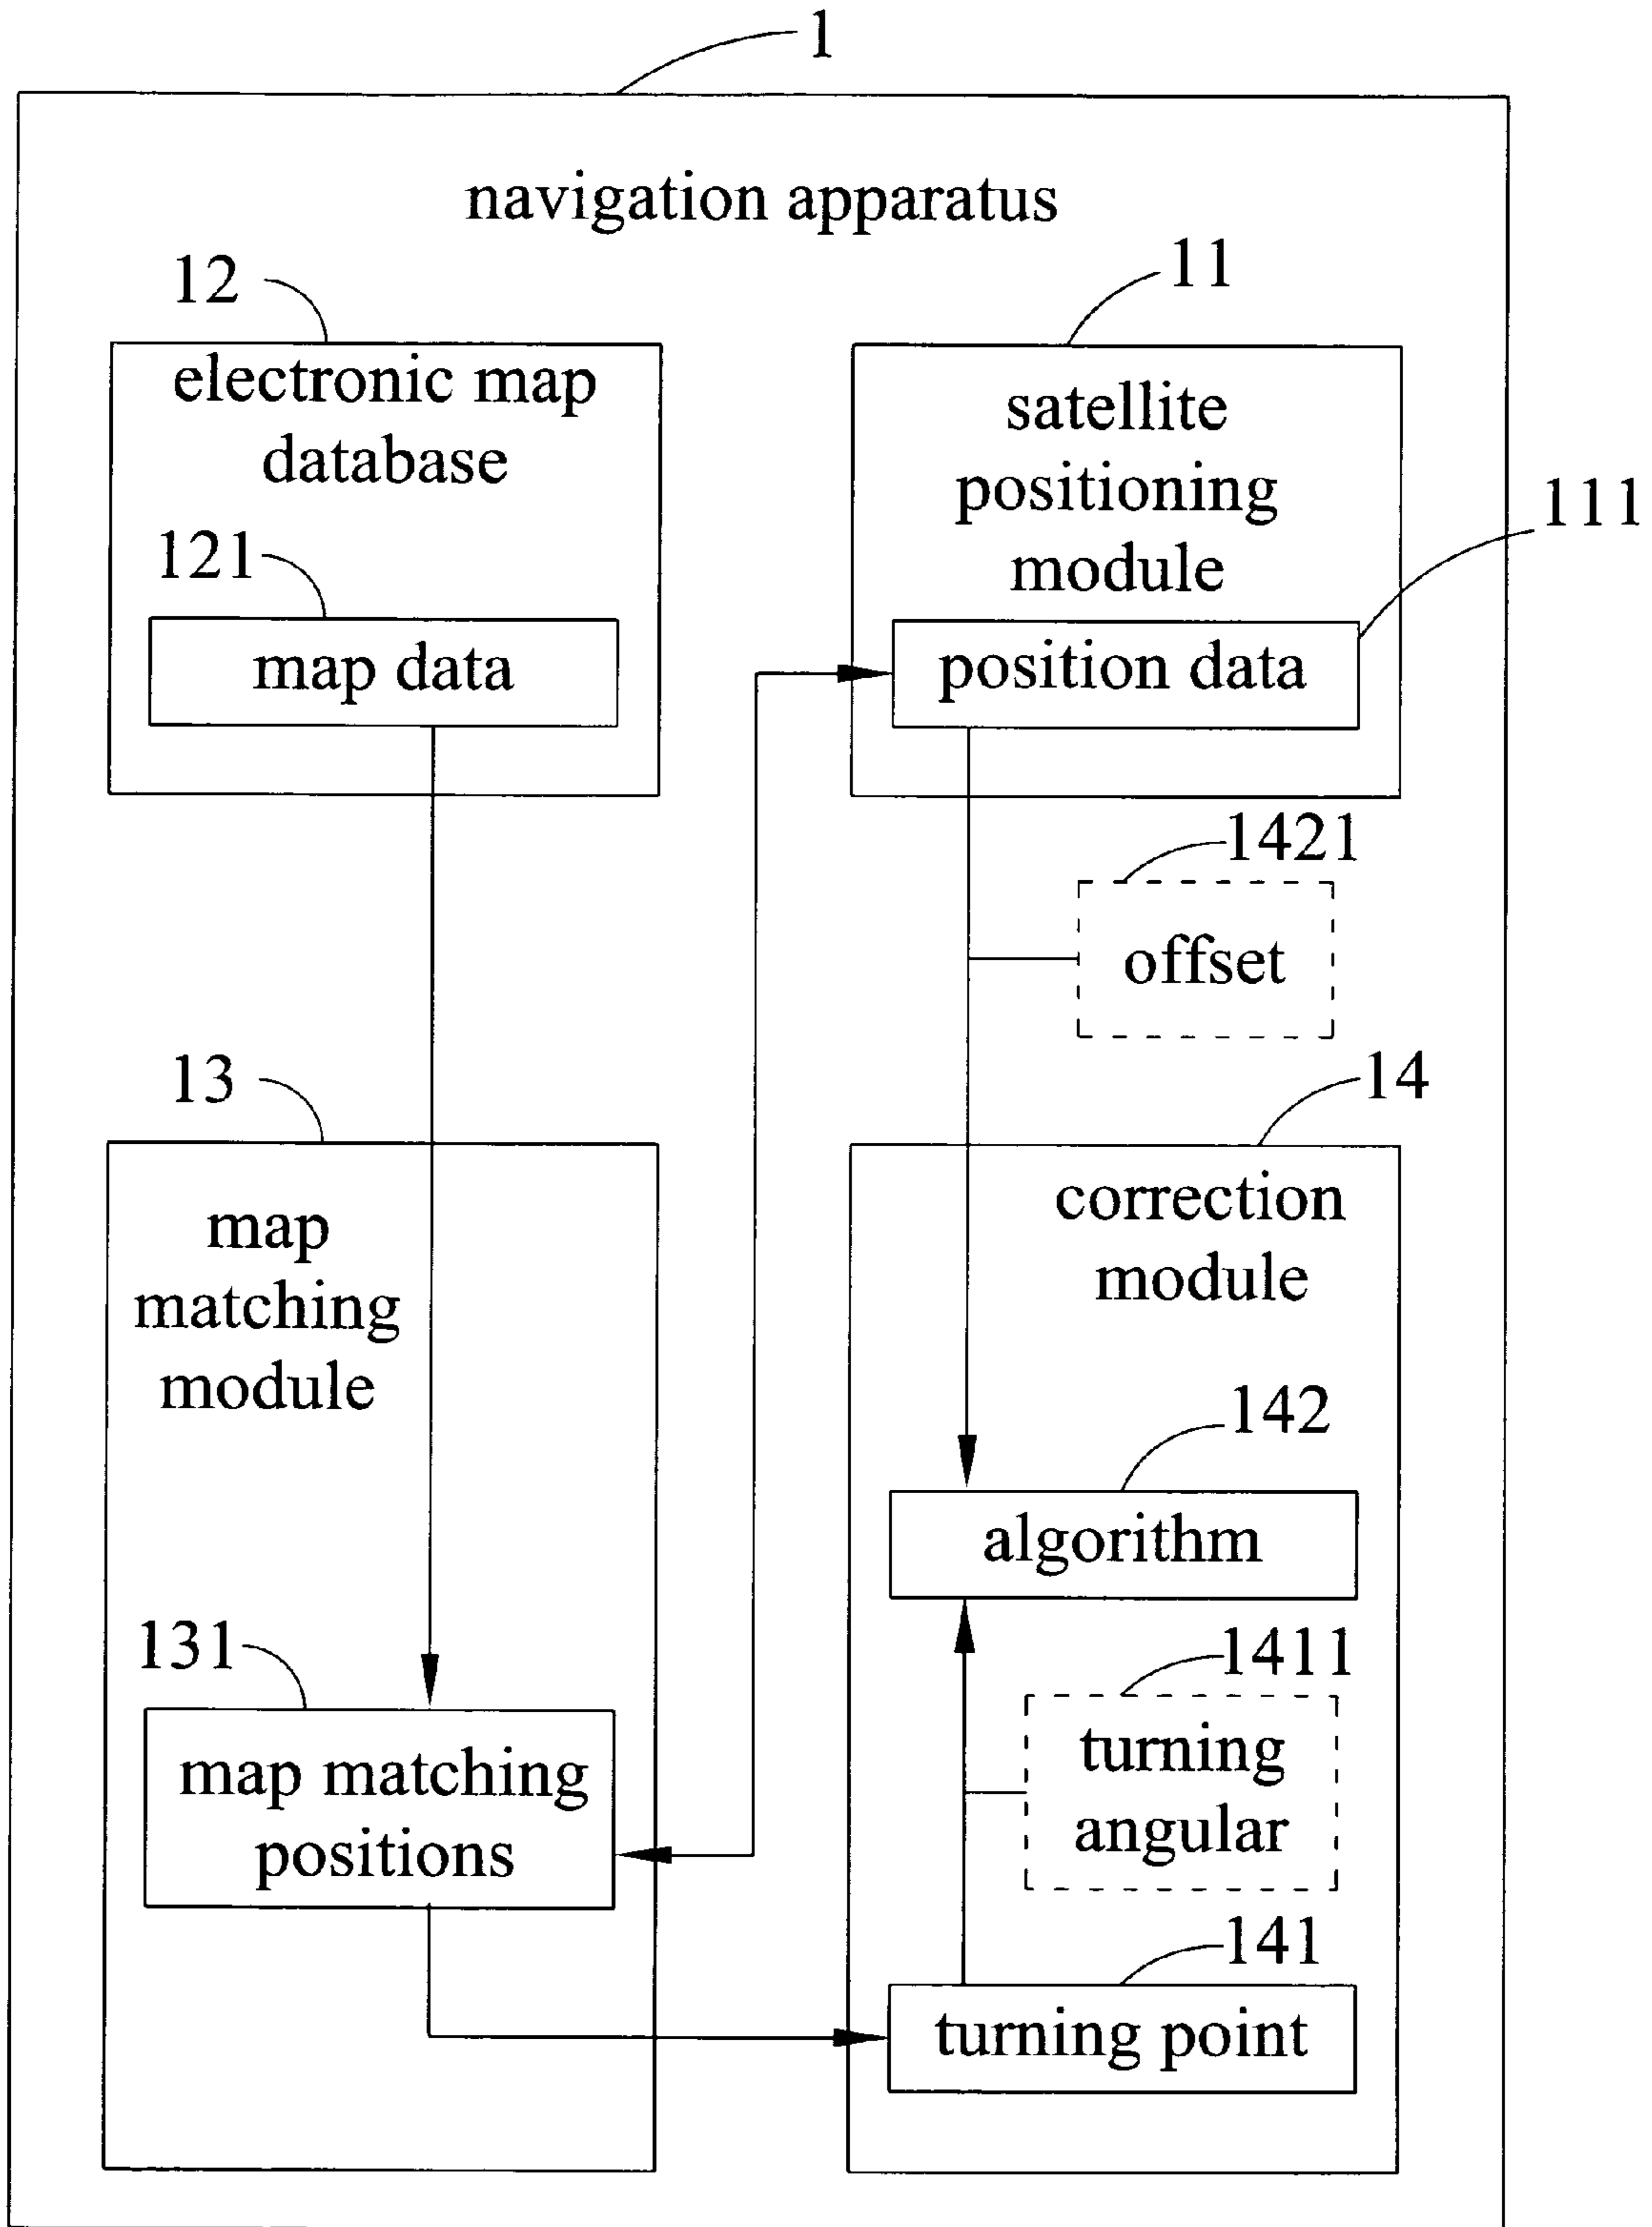 1
navigation apparatus
12
11
electronic map
database
satellite
positioning
module
111
121
map data
position data
1421
offset
13
14
map
matching
module
correction
module
142
algorithm
131
1411
map matching
positions
turning
angular
141
turning point